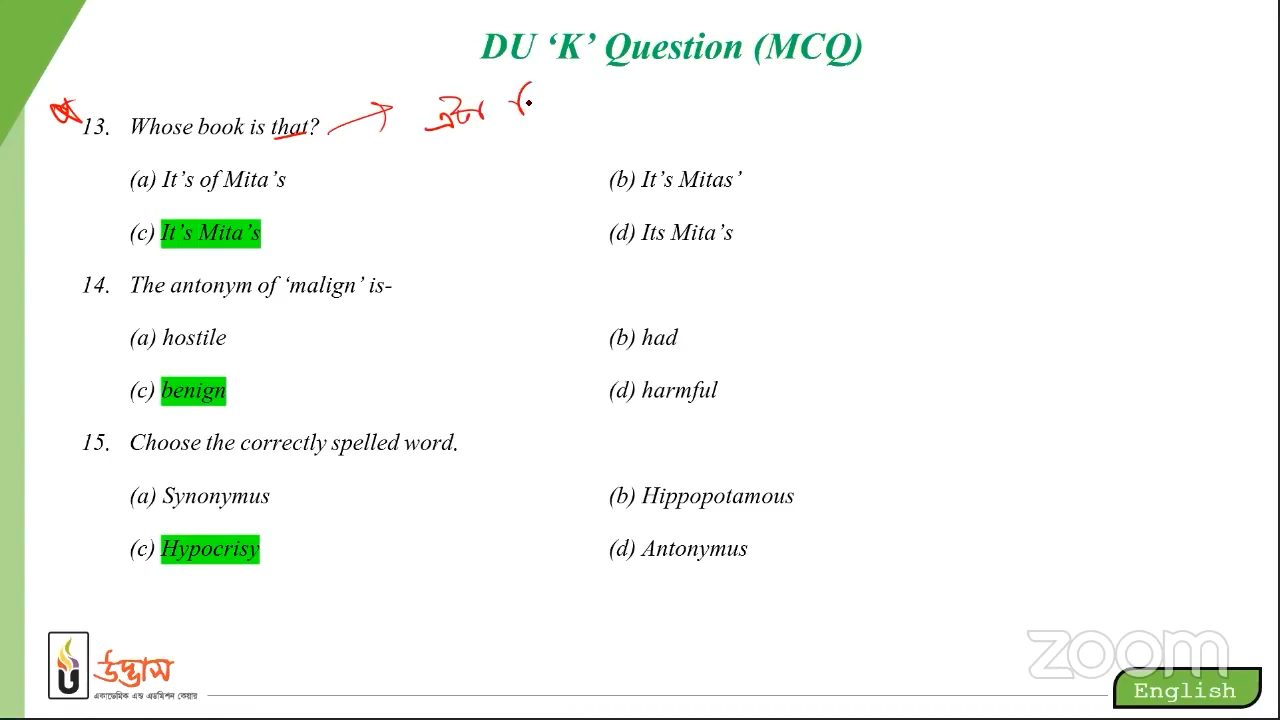 DU ‘K’ Question (MCQ)
13. Whose book is that?
(a) It’s of Mita’s (b) It’s Mitas’
(c) It’s Mita’s (d) Its Mita’s
14. The antonym of ‘malign’ is-
(a) hostile (b) had
(c) benign (d) harmful
15. Choose the correctly spelled word.
(a) Synonymus (b) Hippopotamous
(c) Hypocrisy (d) Antonymus
উদ্ভাস
একাডেমিক এন্ড এডমিশন কেয়ার
zoom
English